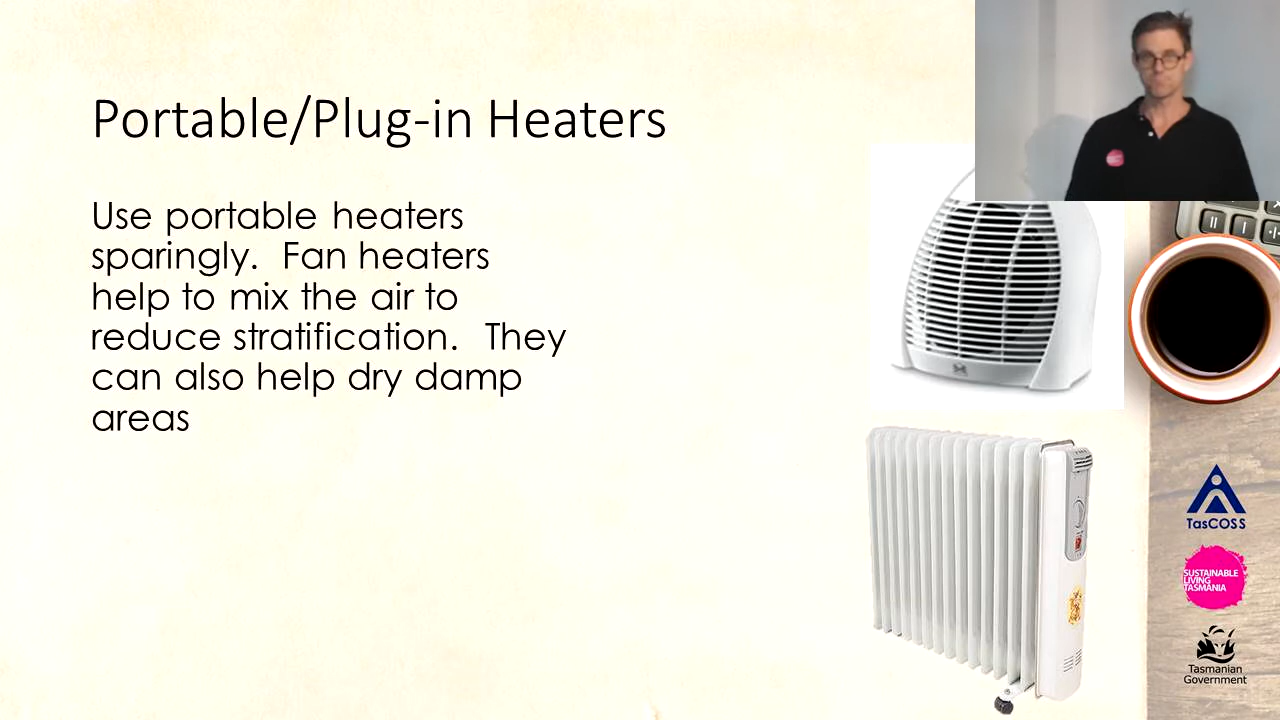 Portable/Plug-in Heaters
Use portable heaters
sparingly.  Fan heaters
help to mix the air to
reduce stratification.  They
can also help dry damp
areas
TasCOSS
SUSTAINABLE
LIVING
TASMANIA
Tasmanian
Government